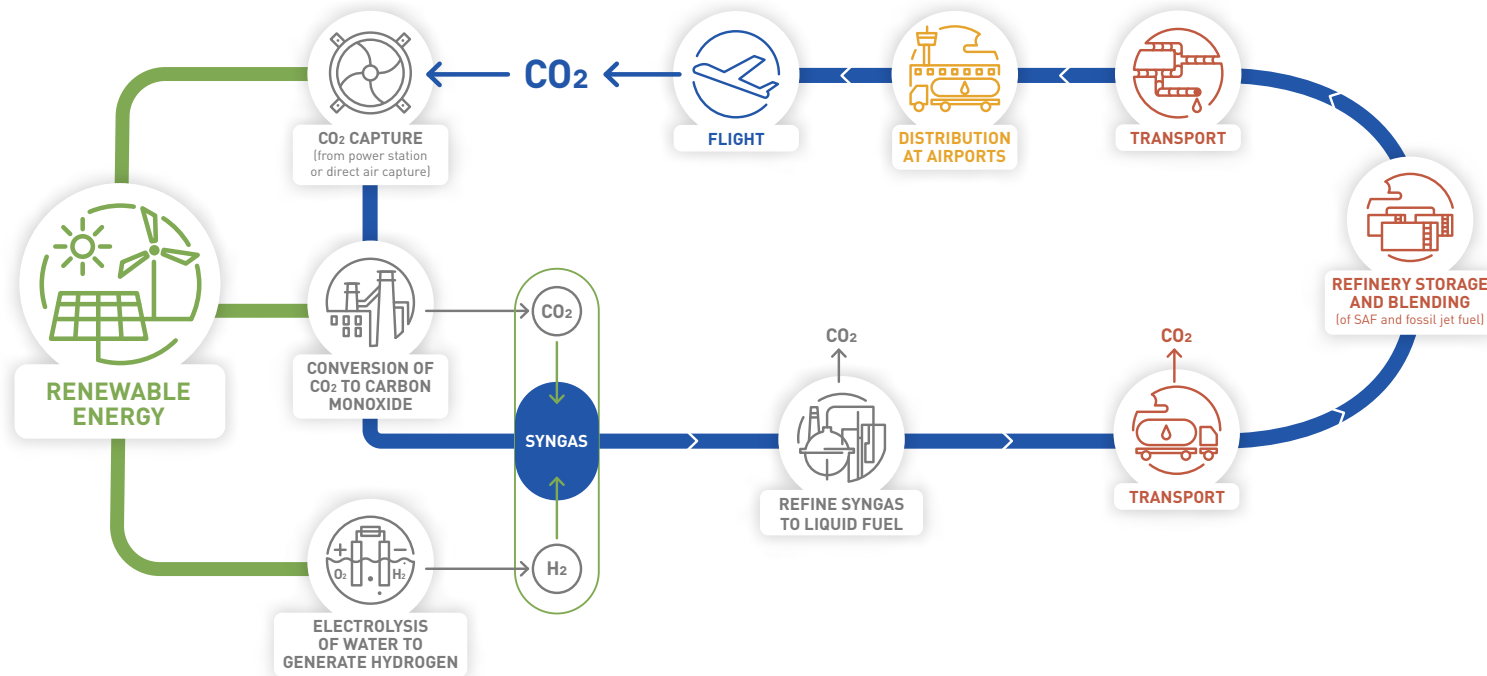 CO₂
CO₂ CAPTURE
(from power station
or direct air capture)
FLIGHT
DISTRIBUTION
AT AIRPORTS
TRANSPORT
REFINERY STORAGE
AND BLENDING
(of SAF and fossil jet fuel)
RENEWABLE
ENERGY
CONVERSION OF
CO₂ TO CARBON
MONOXIDE
CO₂
SYNGAS
H₂
CO₂
REFINE SYNGAS
TO LIQUID FUEL
CO₂
TRANSPORT
+ −
O₂ H₂
ELECTROLYSIS
OF WATER TO
GENERATE HYDROGEN